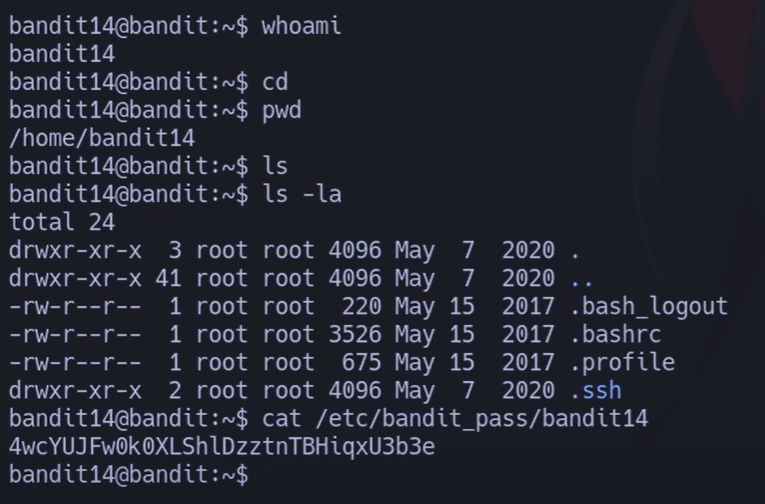 bandit14@bandit:~$ whoami
bandit14
bandit14@bandit:~$ cd
bandit14@bandit:~$ pwd
/home/bandit14
bandit14@bandit:~$ ls
bandit14@bandit:~$ ls -la
total 24
drwxr-xr-x  3 root root 4096 May  7  2020 .
drwxr-xr-x 41 root root 4096 May  7  2020 ..
-rw-r--r--  1 root root  220 May 15  2017 .bash_logout
-rw-r--r--  1 root root 3526 May 15  2017 .bashrc
-rw-r--r--  1 root root  675 May 15  2017 .profile
drwxr-xr-x  2 root root 4096 May  7  2020 .ssh
bandit14@bandit:~$ cat /etc/bandit_pass/bandit14
4wcYUJFw0k0XLShlDzztnTBHiqxU3b3e
bandit14@bandit:~$